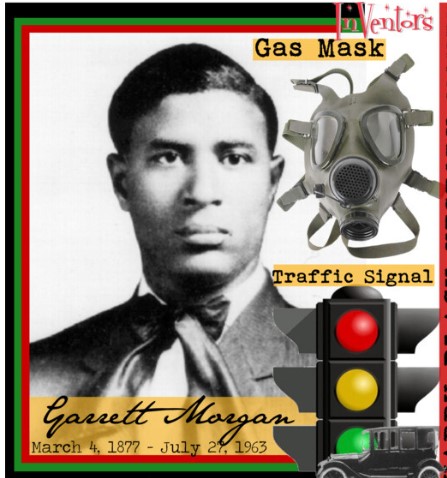 Inventors
Gas Mask
Traffic Signal
Garrett Morgan
March 4, 1877 - July 27, 1963